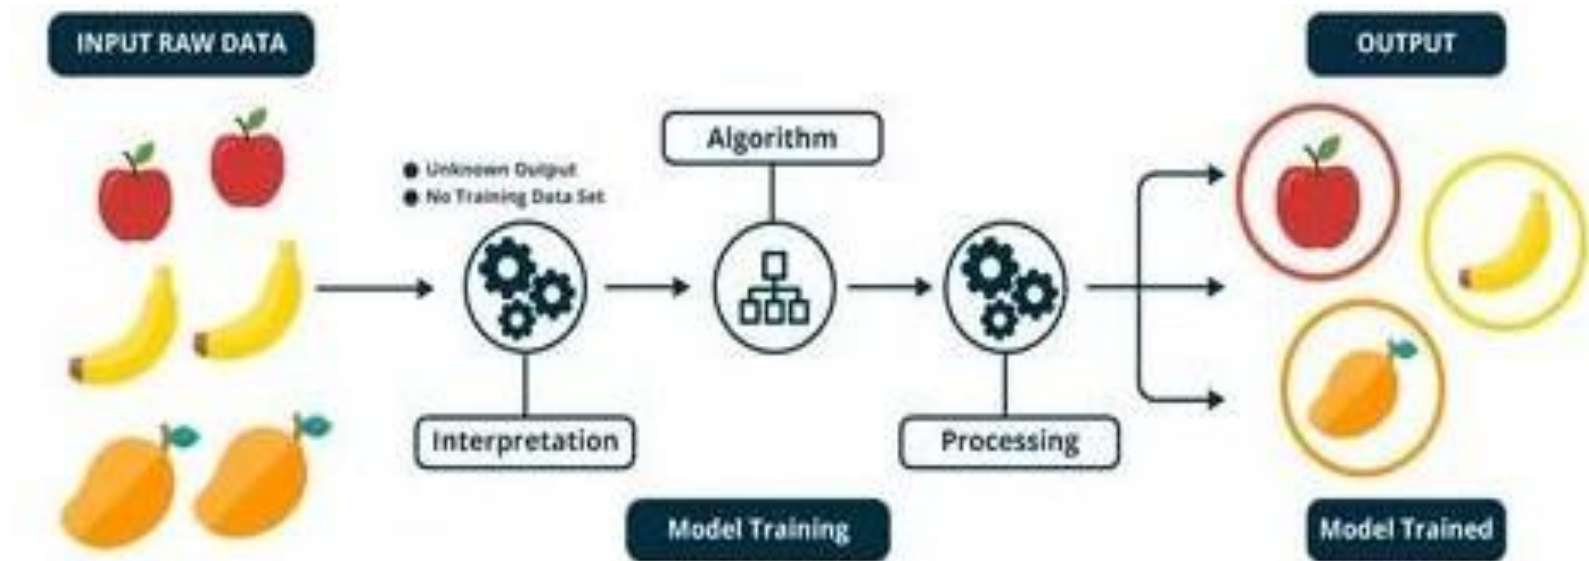 INPUT RAW DATA
OUTPUT
Algorithm
● Unknown Output
● No Training Data Set
Interpretation
Processing
Model Training
Model Trained